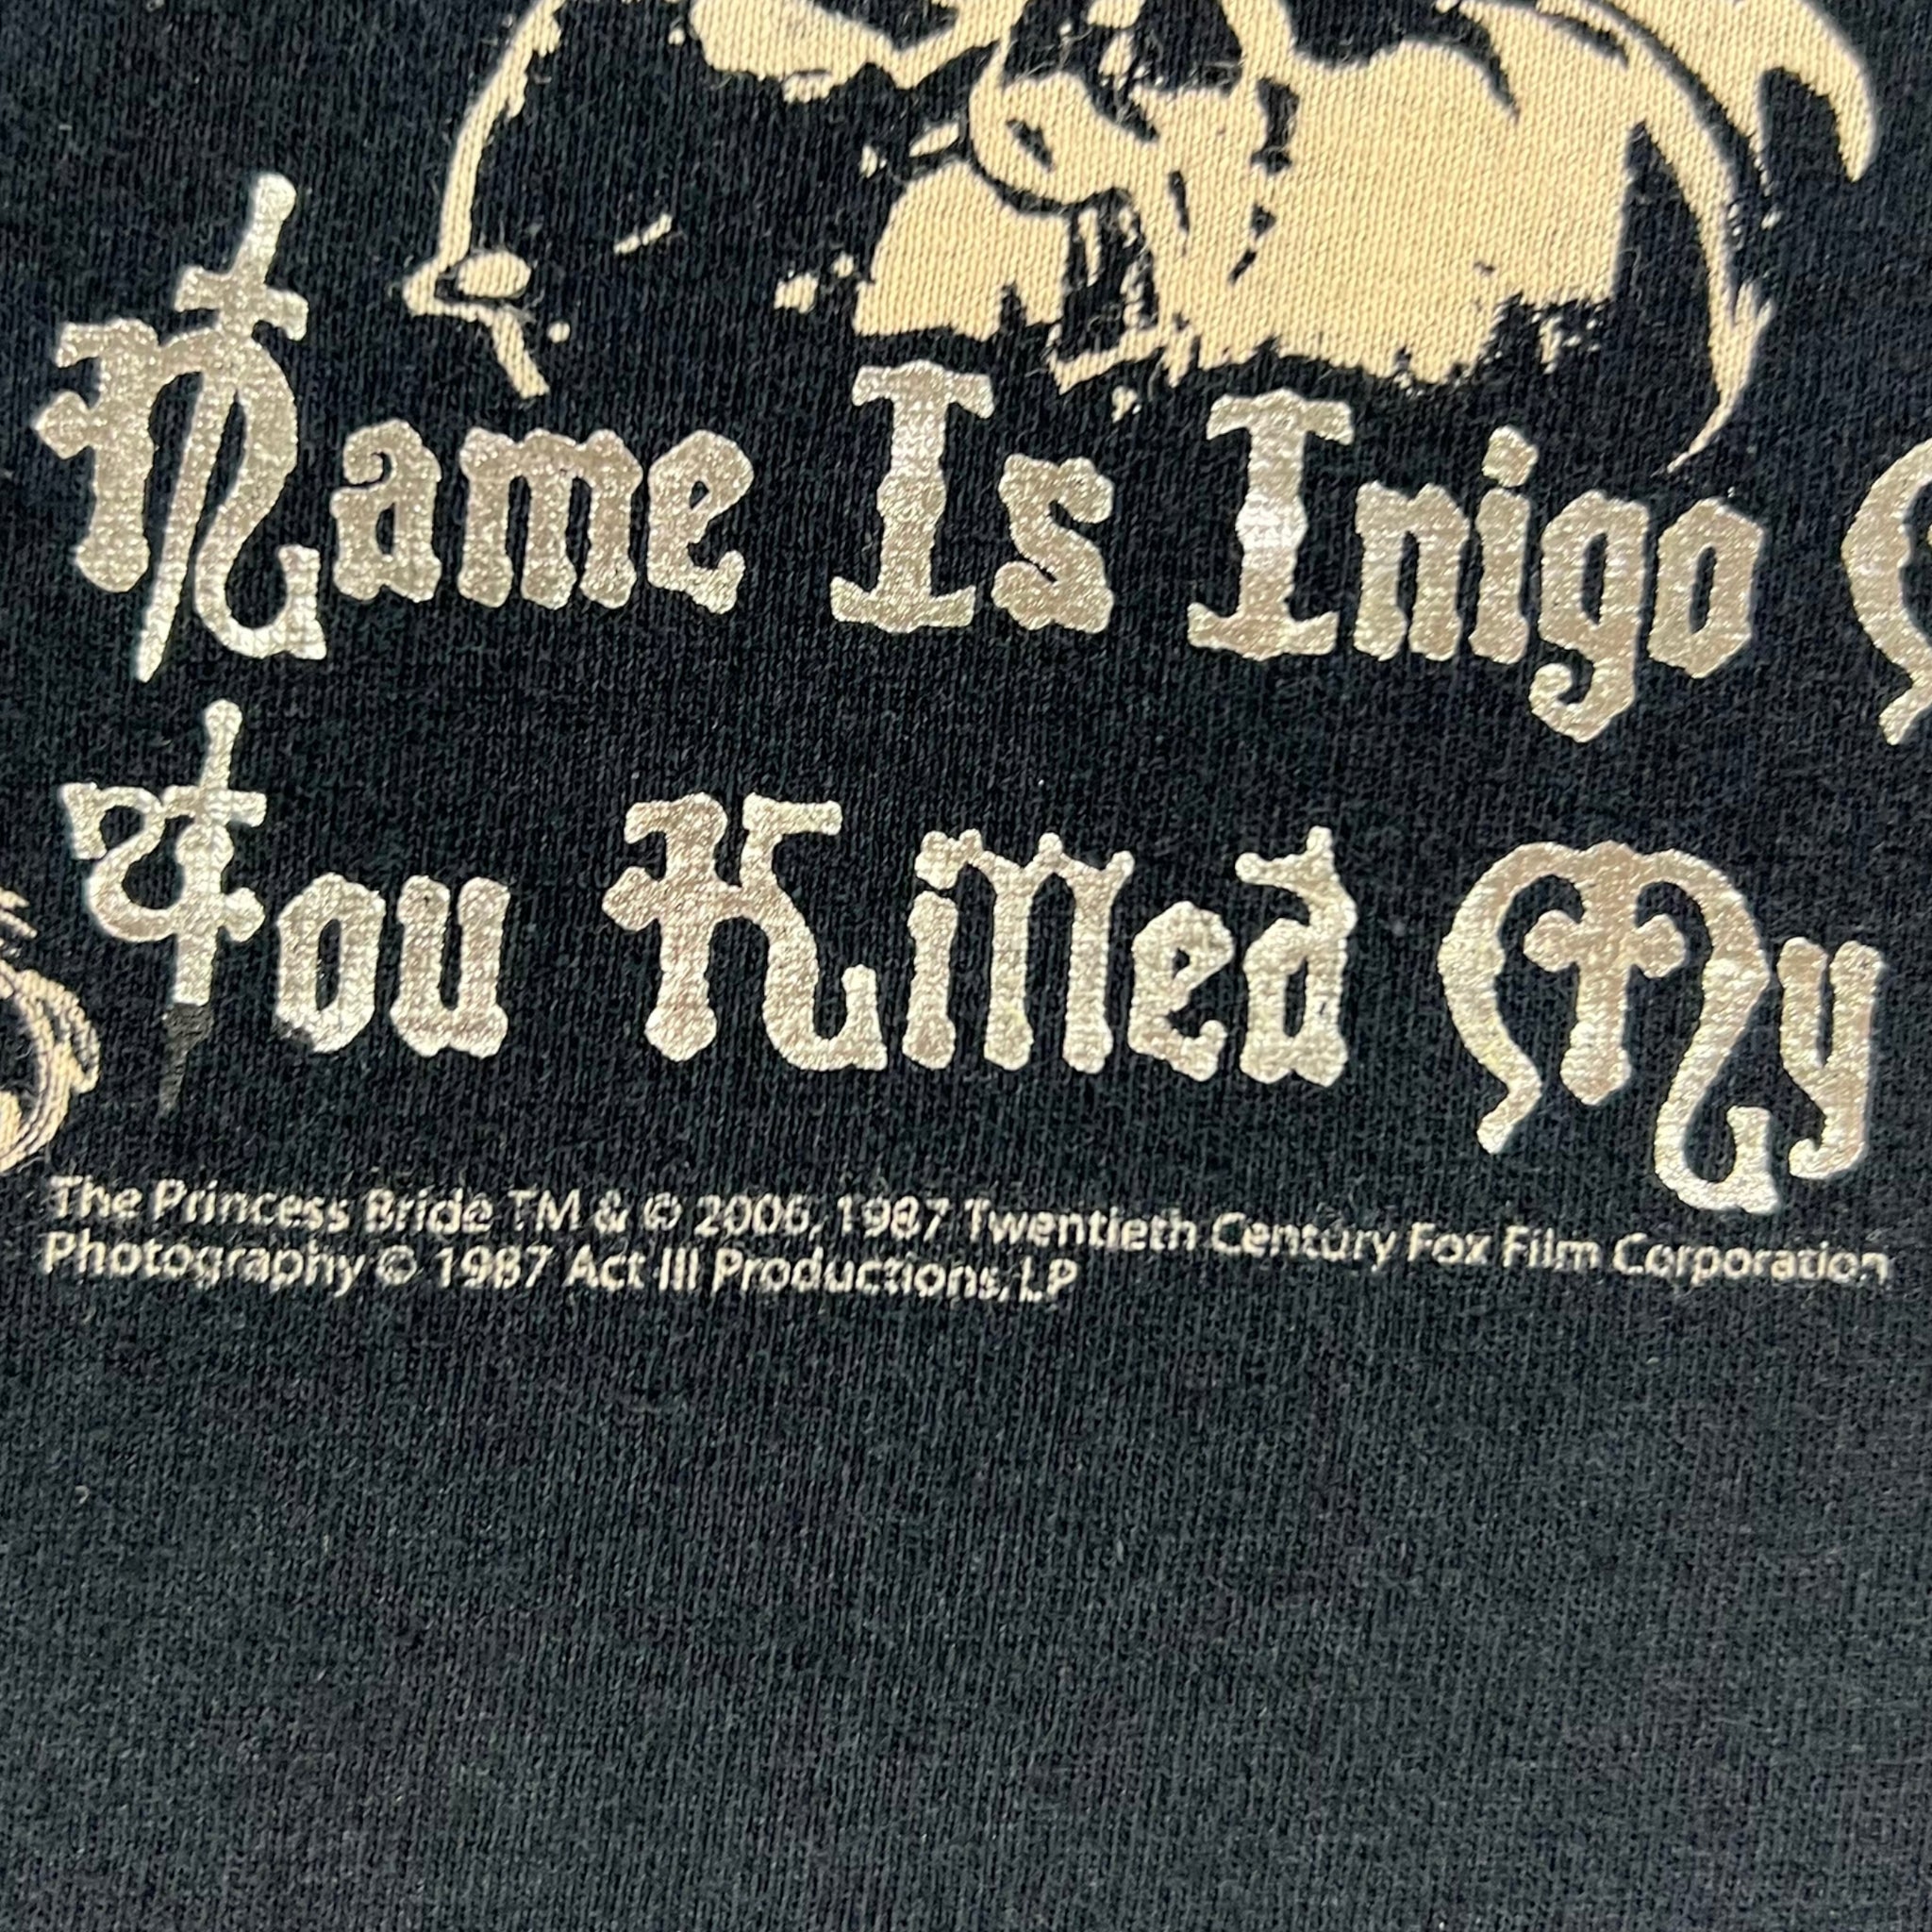 Name Is Inigo
You Killed My
The Princess Bride TM & © 2006, 1987 Twentieth Century Fox Film Corporation
Photography © 1987 Act III Productions, LP